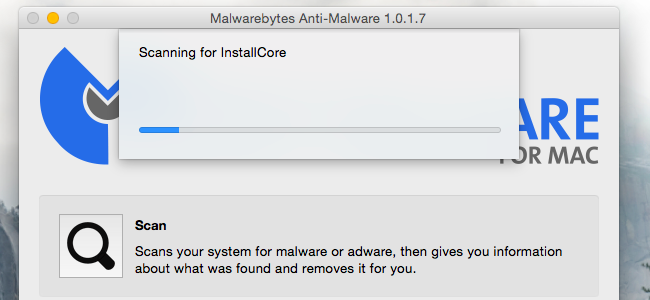 Malwarebytes Anti-Malware 1.0.1.7
Scanning for InstallCore
ARE
FOR MAC
Scan
Scans your system for malware or adware, then gives you information
about what was found and removes it for you.